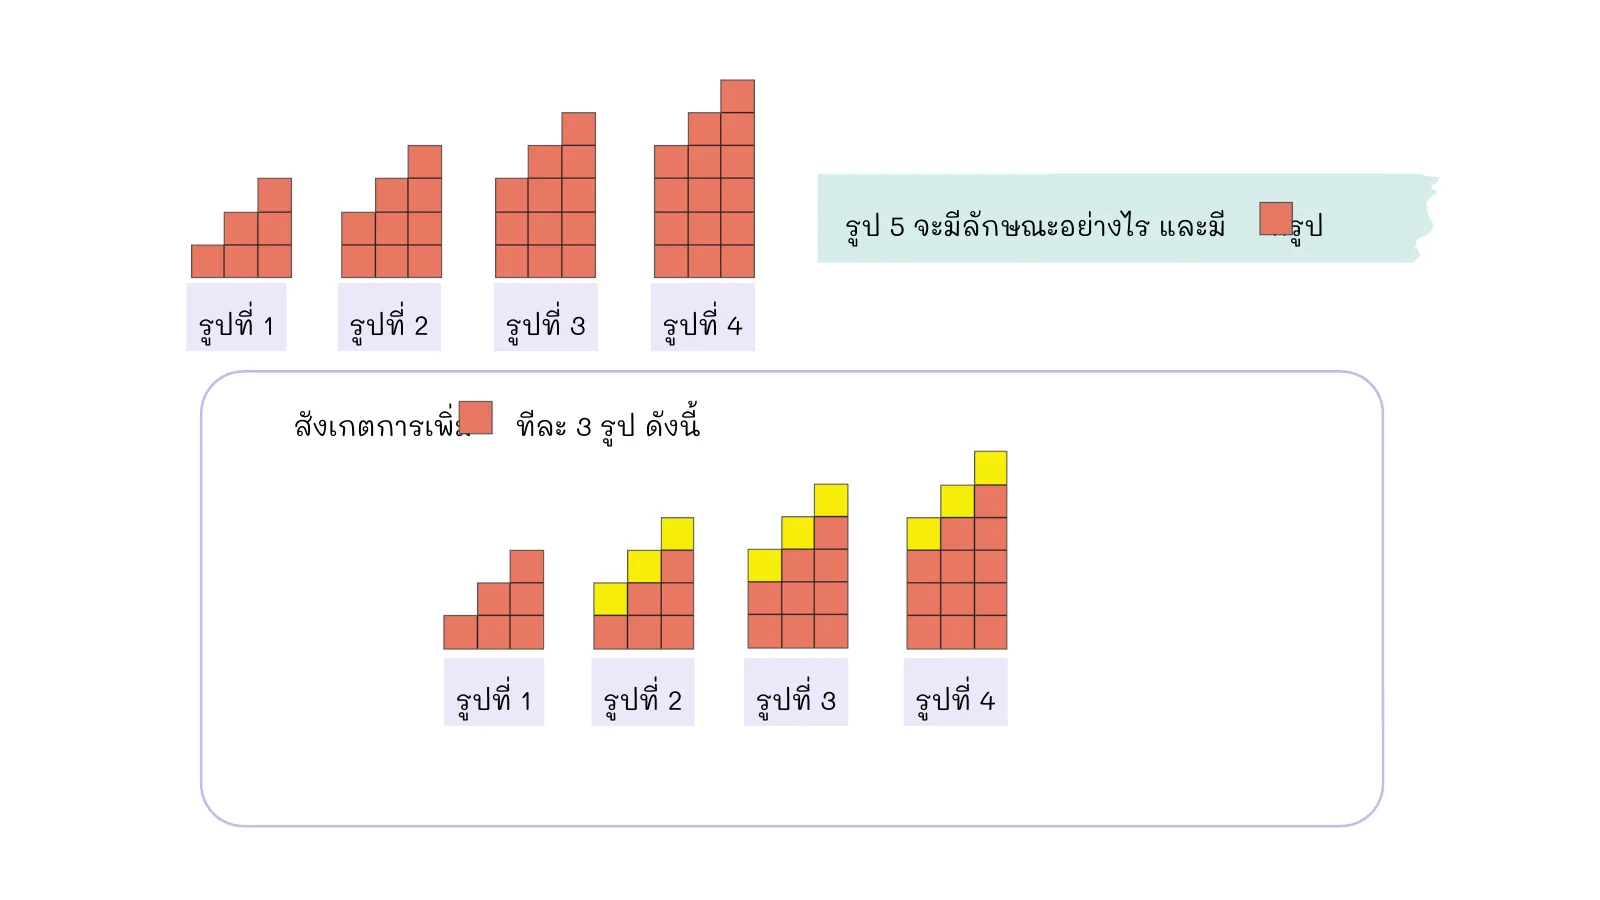 รูป 5 จะมีลักษณะอย่างไร และมี รูป
รูปที่ 1
รูปที่ 2
รูปที่ 3
รูปที่ 4
สังเกตการเพิ่ม ทีละ 3 รูป ดังนี้
รูปที่ 1
รูปที่ 2
รูปที่ 3
รูปที่ 4